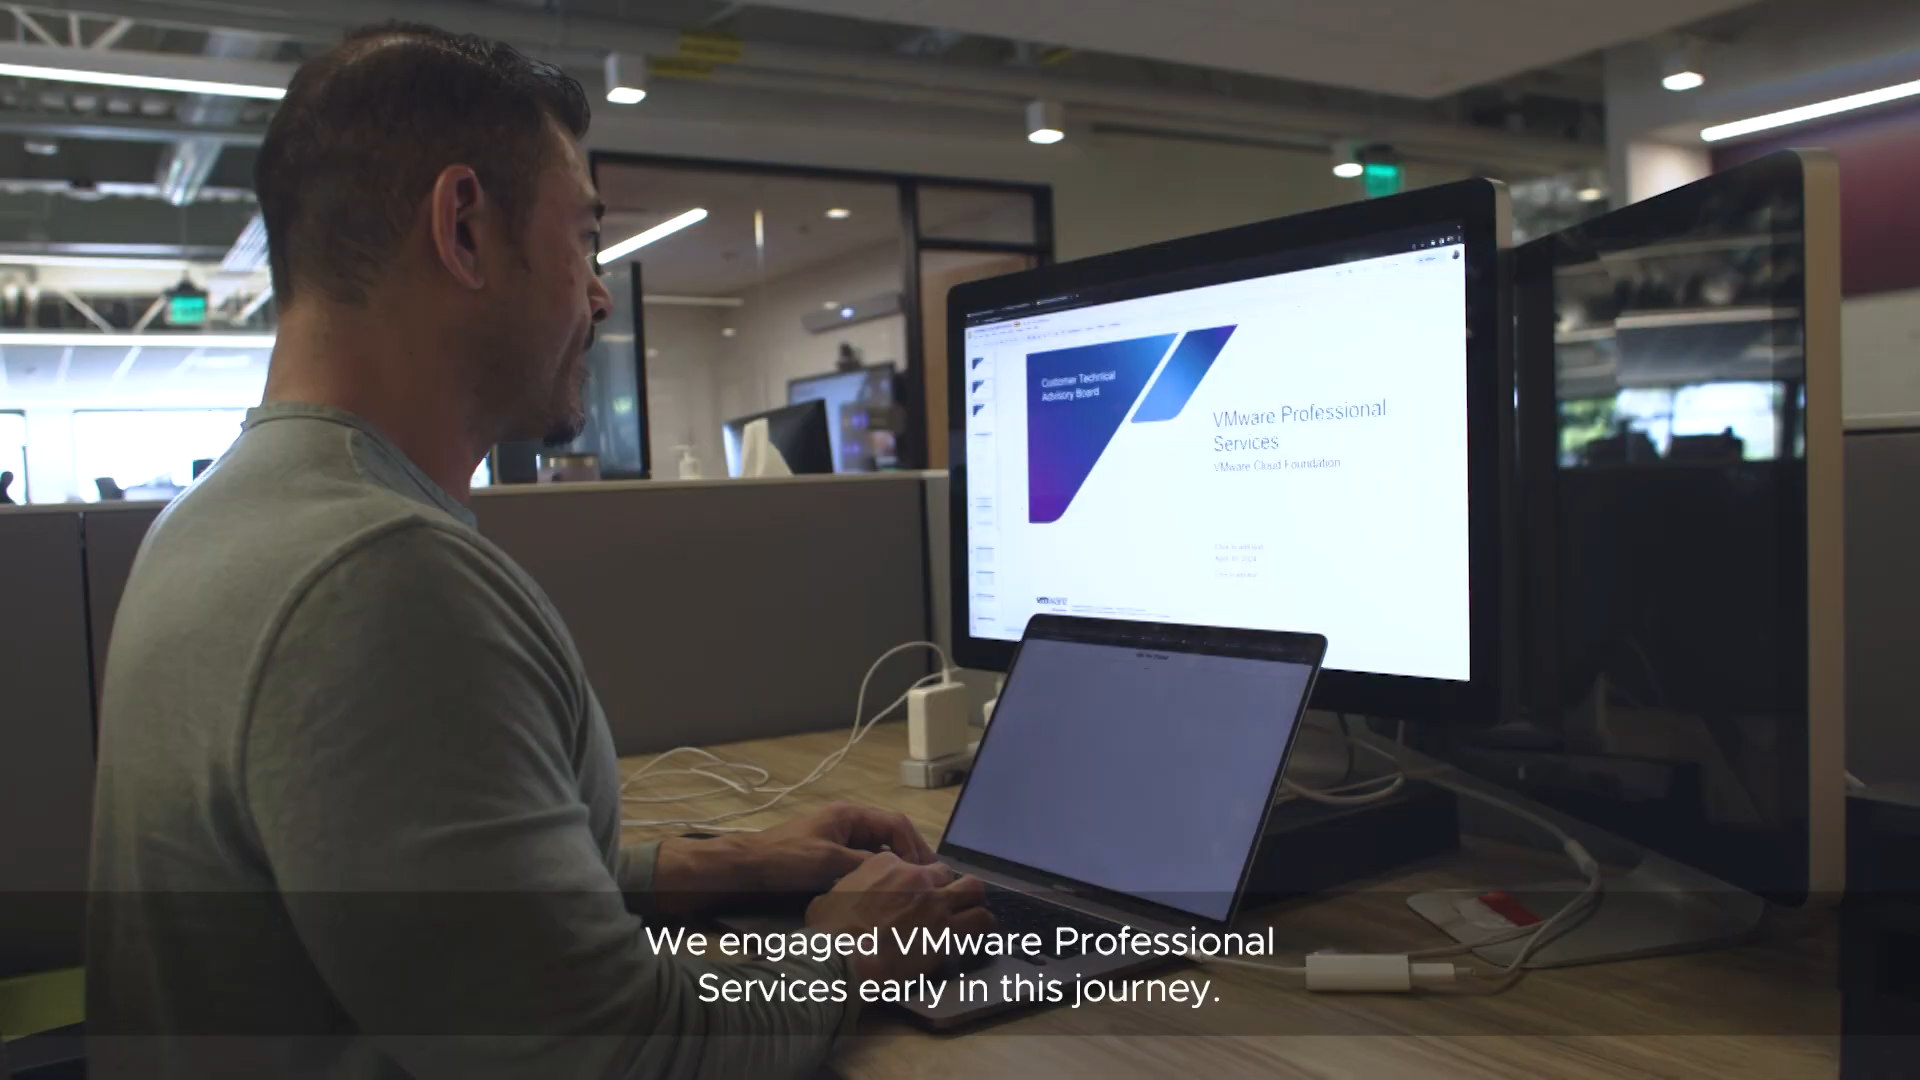 Customer Technical
Advisory Board
VMware Professional
Services
VMware Cloud Foundation
vmware
We engaged VMware Professional
Services early in this journey.